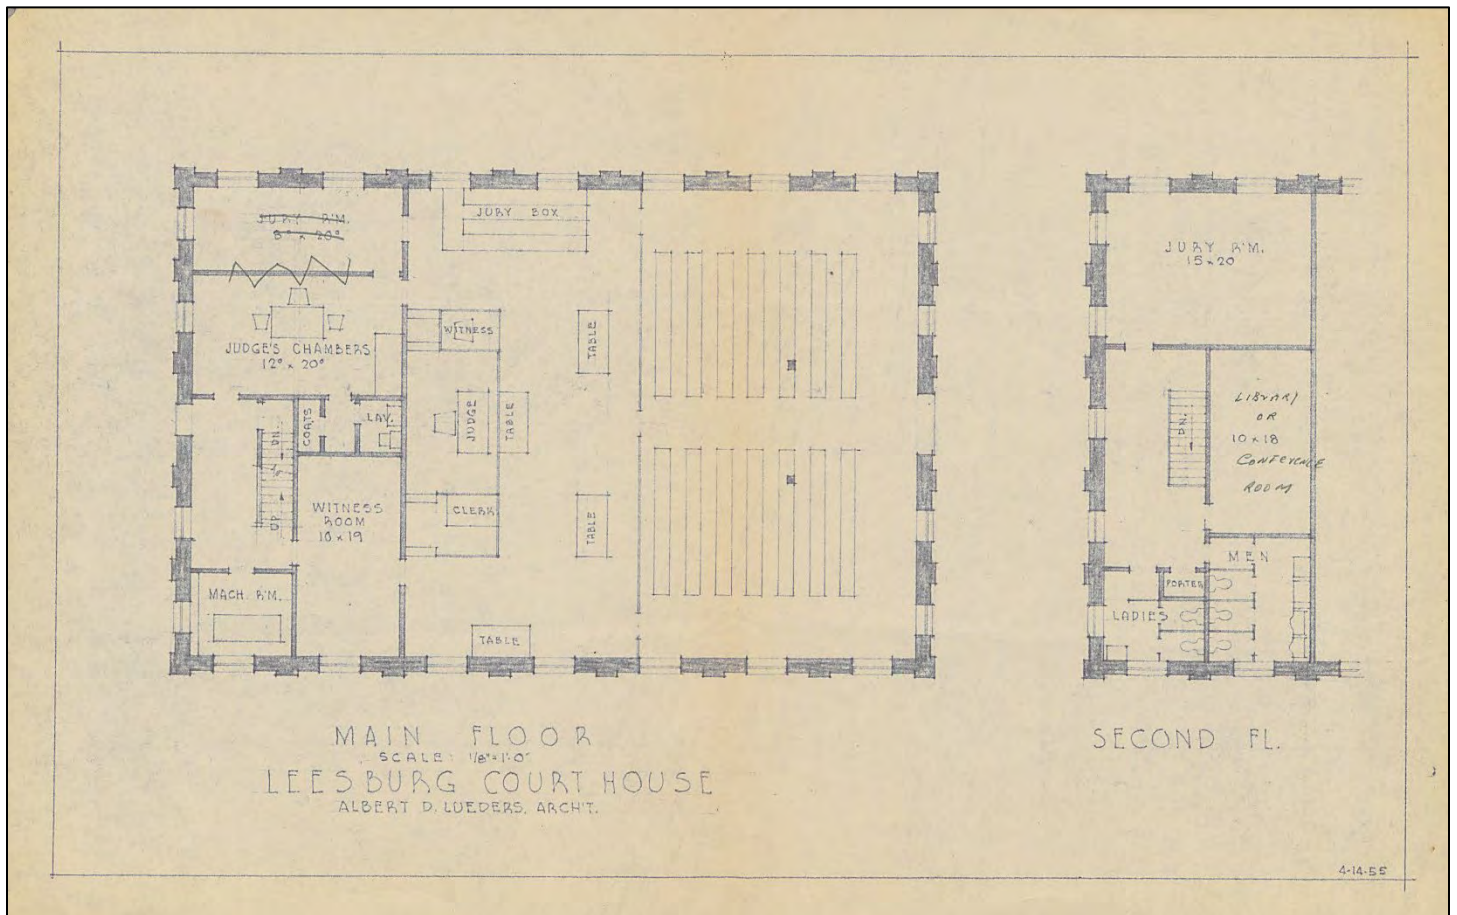 JURY R'M.
8° x 20°
JURY BOX
WITNESS
TABLE
JUDGE'S CHAMBERS
12° x 20°
COATS
LAV.
JUDGE
TABLE
DN.
UP
WITNESS
ROOM
10 x 19
CLERK
TABLE
MACH. R'M.
TABLE
JURY R'M.
15 x 20
DN.
LIBRARY
OR
10 x 18
CONFERENCE
ROOM
MEN
PORTER
LADIES
MAIN FLOOR
SCALE: 1/8"=1'-0"
LEESBURG COURT HOUSE
ALBERT D. LUEDERS, ARCH'T.
SECOND FL.
4-14-55